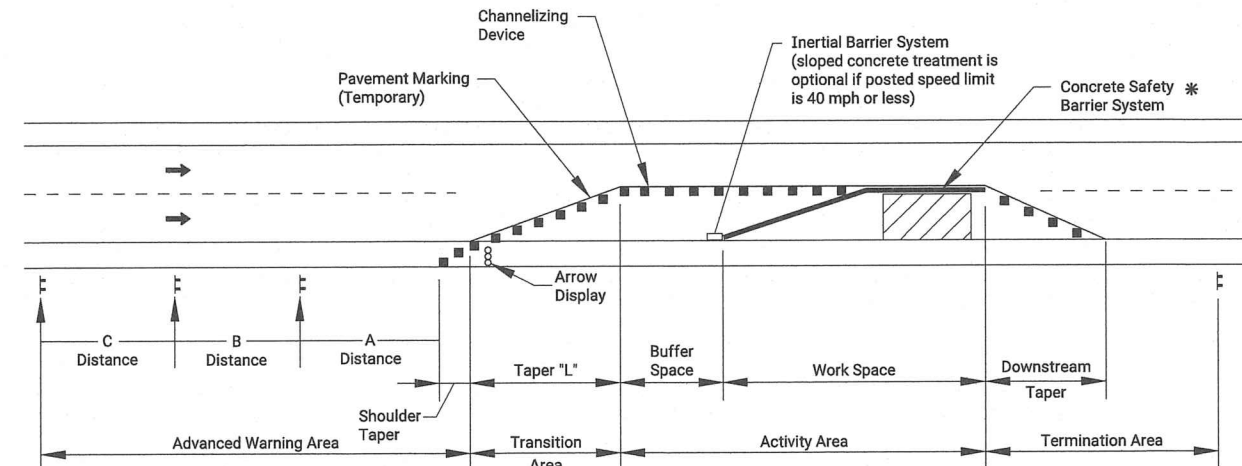 Channelizing
Device
Inertial Barrier System
(sloped concrete treatment is
optional if posted speed limit
is 40 mph or less)
Pavement Marking
(Temporary)
Concrete Safety *
Barrier System
Arrow
Display
C
Distance
B
Distance
A
Distance
Buffer
Space
Taper "L"
Work Space
Downstream
Taper
Shoulder
Taper
Advanced Warning Area
Transition
Area
Activity Area
Termination Area